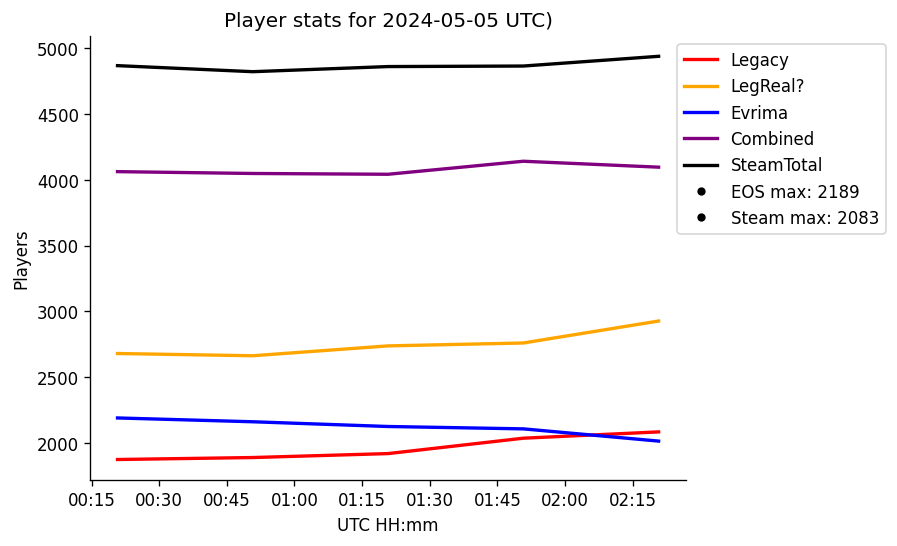 Player stats for 2024-05-05 UTC)
Players
5000
4500
4000
3500
3000
2500
2000
00:15 00:30 00:45 01:00 01:15 01:30 01:45 02:00 02:15
UTC HH:mm
Legacy
LegReal?
Evrima
Combined
SteamTotal
EOS max: 2189
Steam max: 2083